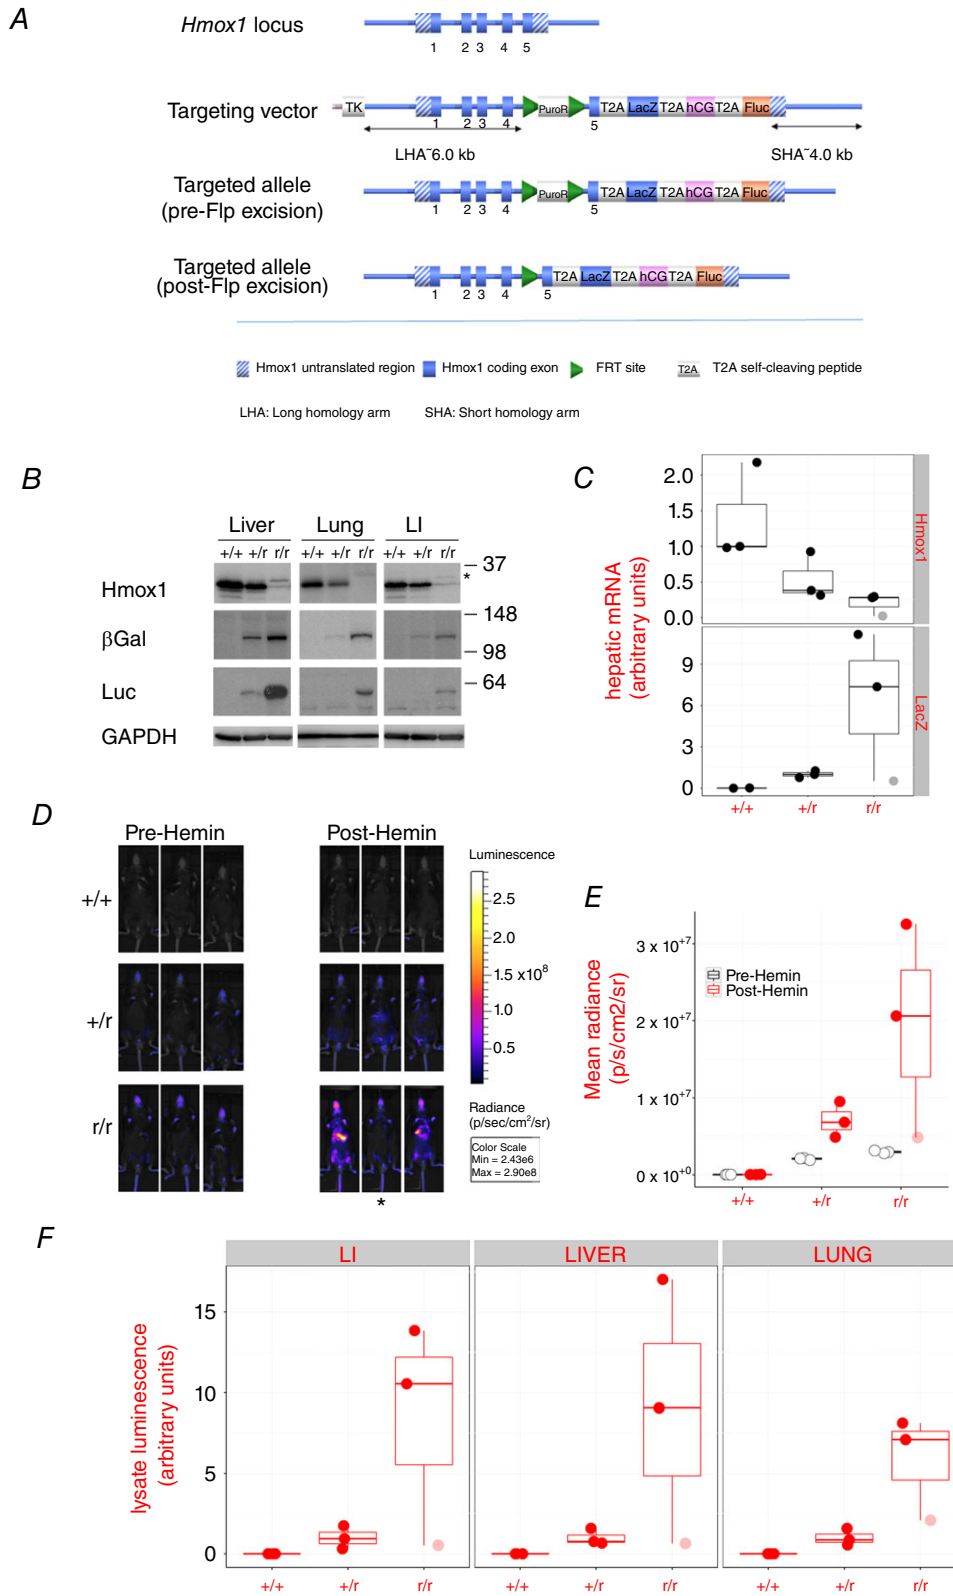 A
Hmox1 locus
1 2 3 4 5
Targeting vector
TK
PuroR
T2A LacZ T2A hCG T2A Fluc
1 2 3 4 5
LHA~6.0 kb
SHA~4.0 kb
Targeted allele
(pre-Flp excision)
PuroR
T2A LacZ T2A hCG T2A Fluc
1 2 3 4 5
Targeted allele
(post-Flp excision)
T2A LacZ T2A hCG T2A Fluc
1 2 3 4 5
Hmox1 untranslated region
Hmox1 coding exon
FRT site
T2A
T2A self-cleaving peptide
LHA: Long homology arm
SHA: Short homology arm
B
Liver Lung LI
+/+ +/r r/r +/+ +/r r/r +/+ +/r r/r
Hmox1
37
*
βGal
148
98
Luc
64
GAPDH
C
hepatic mRNA
(arbitrary units)
2.0
1.5
1.0
0.5
0.0
Hmox1
9
6
3
0
LacZ
+/+ +/r r/r
D
Pre-Hemin
Post-Hemin
+/+
+/r
r/r
*
Luminescence
2.5
2.0
1.5 x10⁸
1.0
0.5
Radiance
(p/sec/cm²/sr)
Color Scale
Min = 2.43e6
Max = 2.90e8
E
Mean radiance
(p/s/cm2/sr)
3 x 10⁺⁷
2 x 10⁺⁷
1 x 10⁺⁷
0 x 10⁺⁰
Pre-Hemin
Post-Hemin
+/+ +/r r/r
F
LI LIVER LUNG
lysate luminescence
(arbitrary units)
15
10
5
0
+/+ +/r r/r +/+ +/r r/r +/+ +/r r/r